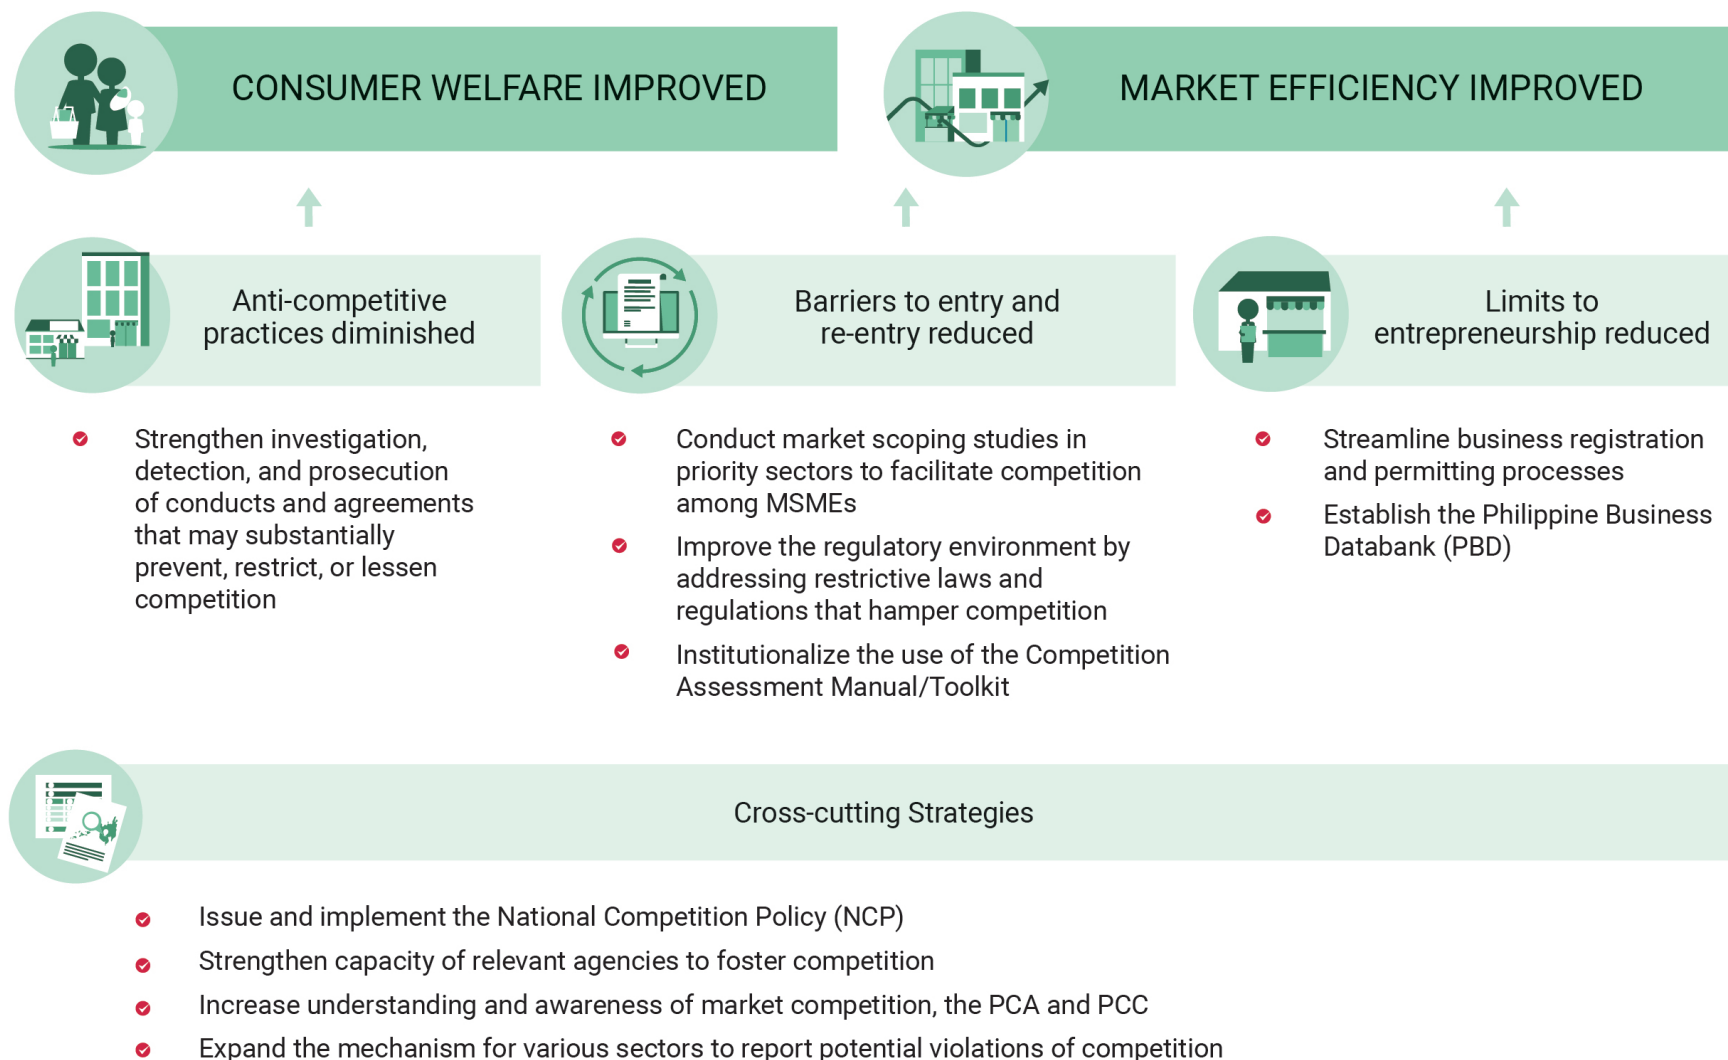 CONSUMER WELFARE IMPROVED
MARKET EFFICIENCY IMPROVED
Anti-competitive
practices diminished
Barriers to entry and
re-entry reduced
Limits to
entrepreneurship reduced
Strengthen investigation,
detection, and prosecution
of conducts and agreements
that may substantially
prevent, restrict, or lessen
competition
Conduct market scoping studies in
priority sectors to facilitate competition
among MSMEs
Improve the regulatory environment by
addressing restrictive laws and
regulations that hamper competition
Institutionalize the use of the Competition
Assessment Manual/Toolkit
Streamline business registration
and permitting processes
Establish the Philippine Business
Databank (PBD)
Cross-cutting Strategies
Issue and implement the National Competition Policy (NCP)
Strengthen capacity of relevant agencies to foster competition
Increase understanding and awareness of market competition, the PCA and PCC
Expand the mechanism for various sectors to report potential violations of competition